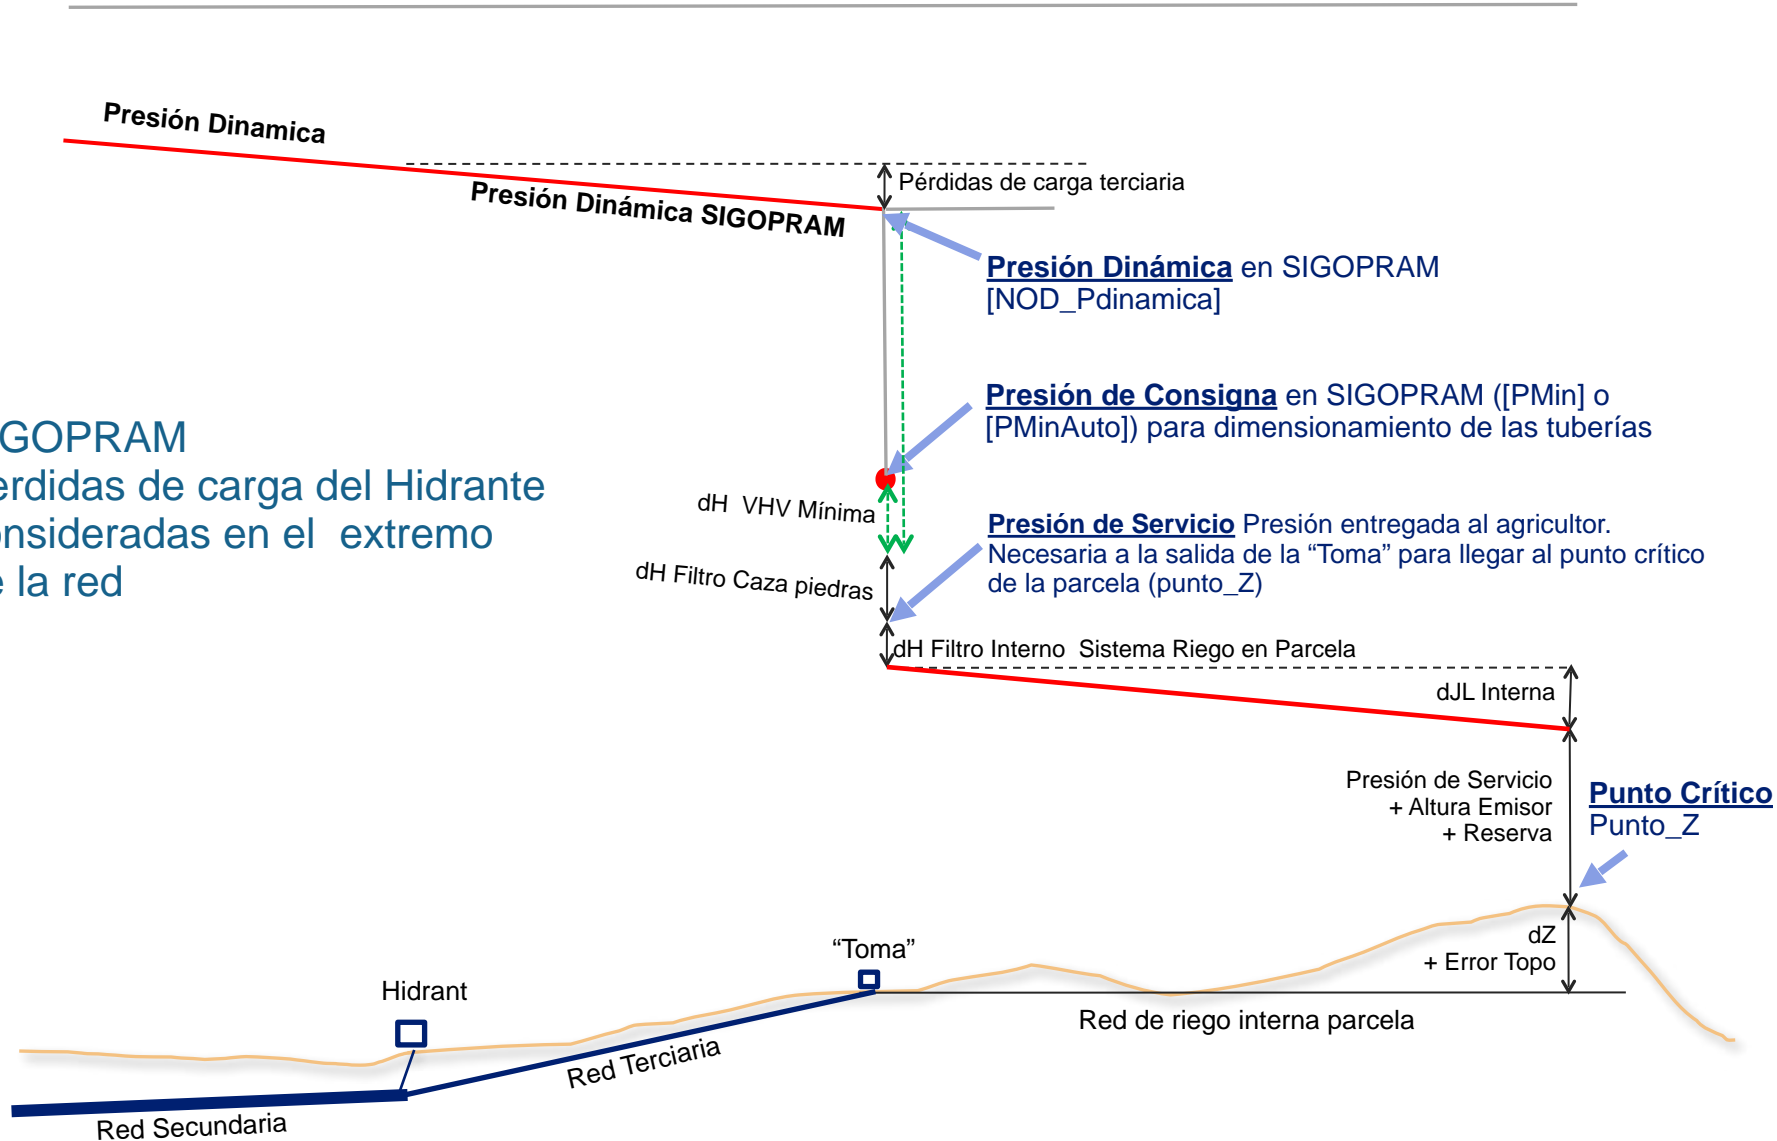 Presión Dinamica
Presión Dinámica SIGOPRAM
Pérdidas de carga terciaria
Presión Dinámica en SIGOPRAM
[NOD_Pdinamica]
Presión de Consigna en SIGOPRAM ([PMin] o
[PMinAuto]) para dimensionamiento de las tuberías
GOPRAM
erdidas de carga del Hidrante
onsideradas en el extremo
e la red
dH VHV Mínima
Presión de Servicio Presión entregada al agricultor.
Necesaria a la salida de la “Toma” para llegar al punto crítico
de la parcela (punto_Z)
dH Filtro Caza piedras
dH Filtro Interno Sistema Riego en Parcela
dJL Interna
Presión de Servicio
+ Altura Emisor
+ Reserva
Punto Crítico
Punto_Z
dZ
+ Error Topo
“Toma”
Hidrant
Red de riego interna parcela
Red Terciaria
Red Secundaria